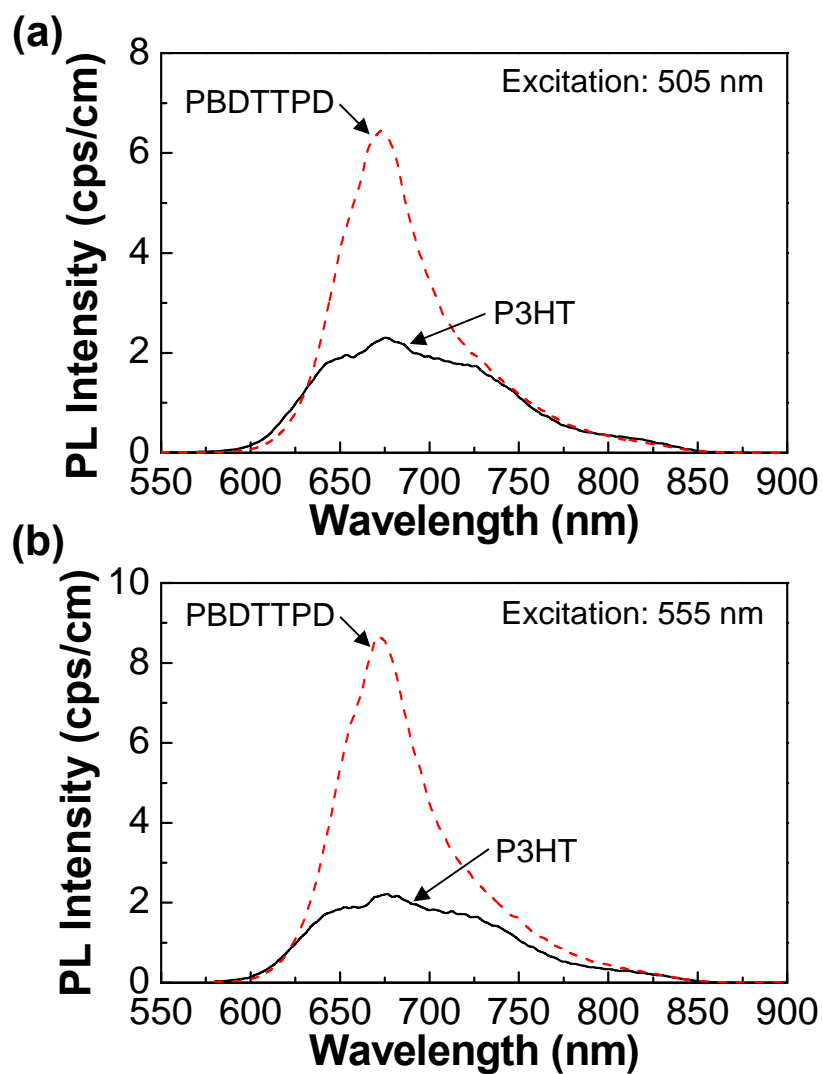 (a)
PL Intensity (cps/cm)
8
6
4
2
0
PBDTTPD
Excitation: 505 nm
P3HT
550 600 650 700 750 800 850 900
Wavelength (nm)
(b)
PL Intensity (cps/cm)
10
8
6
4
2
0
PBDTTPD
Excitation: 555 nm
P3HT
550 600 650 700 750 800 850 900
Wavelength (nm)